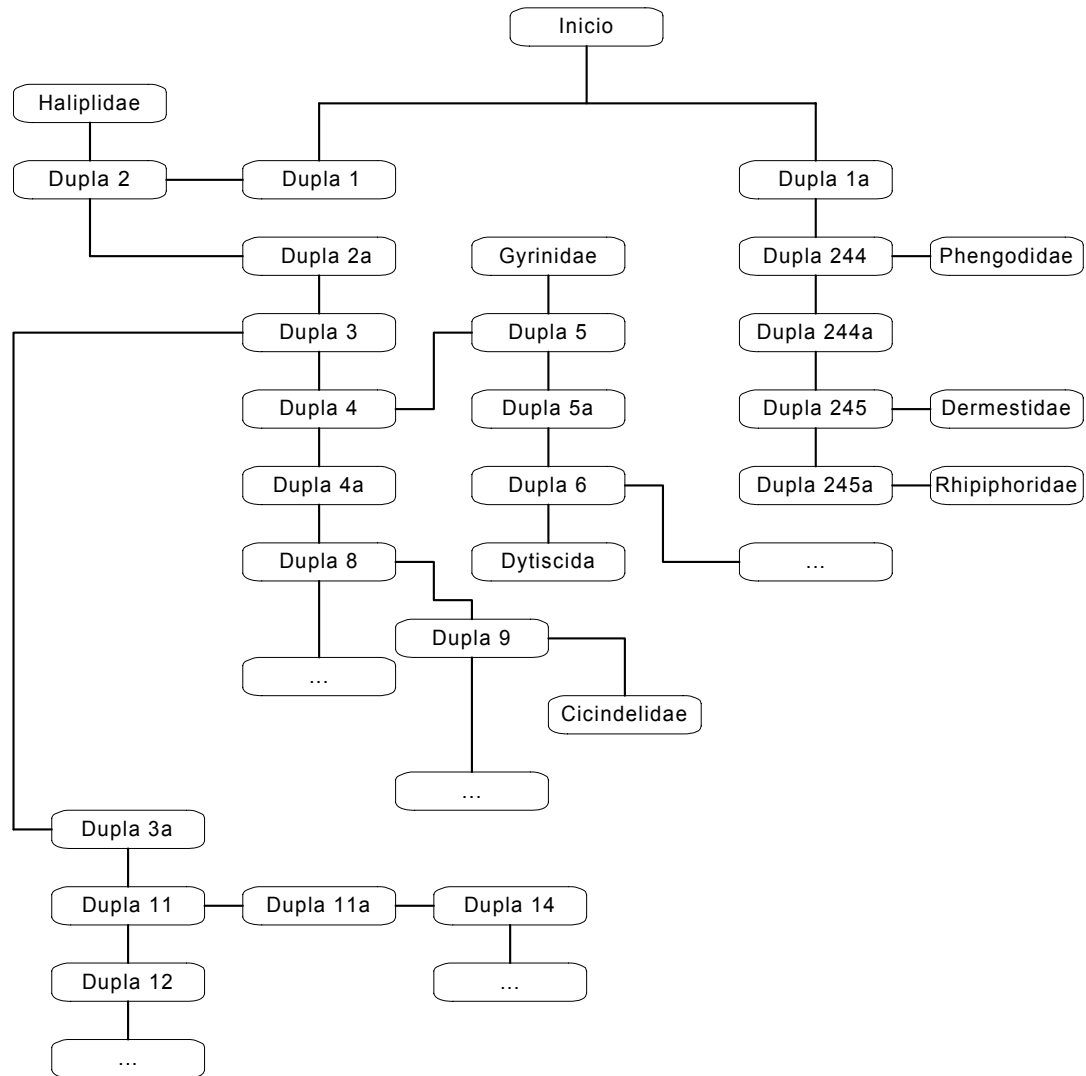 Inicio
Haliplidae
Dupla 2
Dupla 1
Dupla 1a
Dupla 2a
Gyrinidae
Dupla 244
Phengodidae
Dupla 3
Dupla 5
Dupla 244a
Dupla 4
Dupla 5a
Dupla 245
Dermestidae
Dupla 4a
Dupla 6
Dupla 245a
Rhipiphoridae
Dupla 8
Dytiscida
...
Dupla 9
...
Cicindelidae
...
Dupla 3a
Dupla 11
Dupla 11a
Dupla 14
Dupla 12
...
...